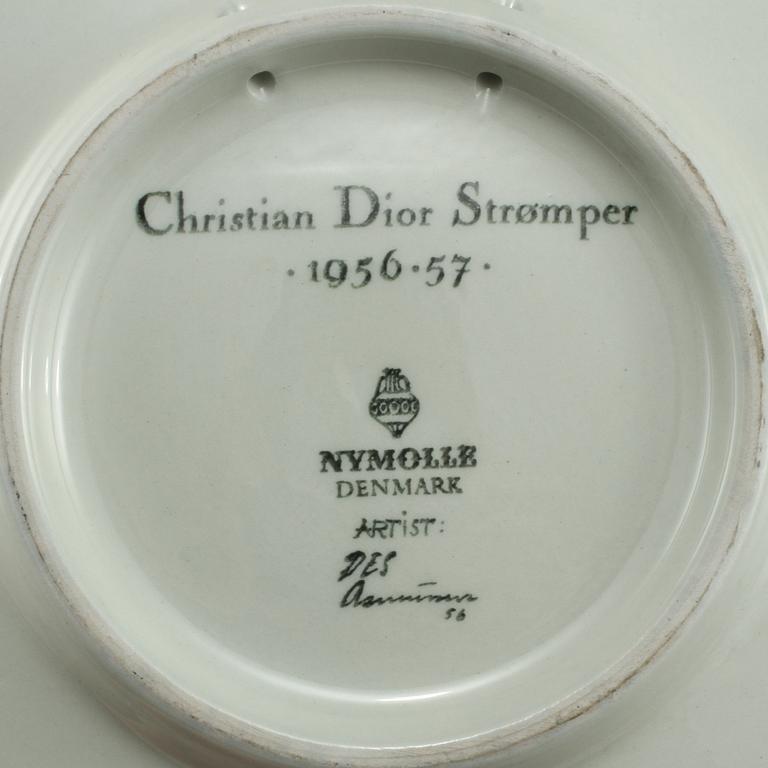 Christian Dior Strømper
· 1956 · 57 ·
NYMOLLE
DENMARK
ARTIST:
DES
56